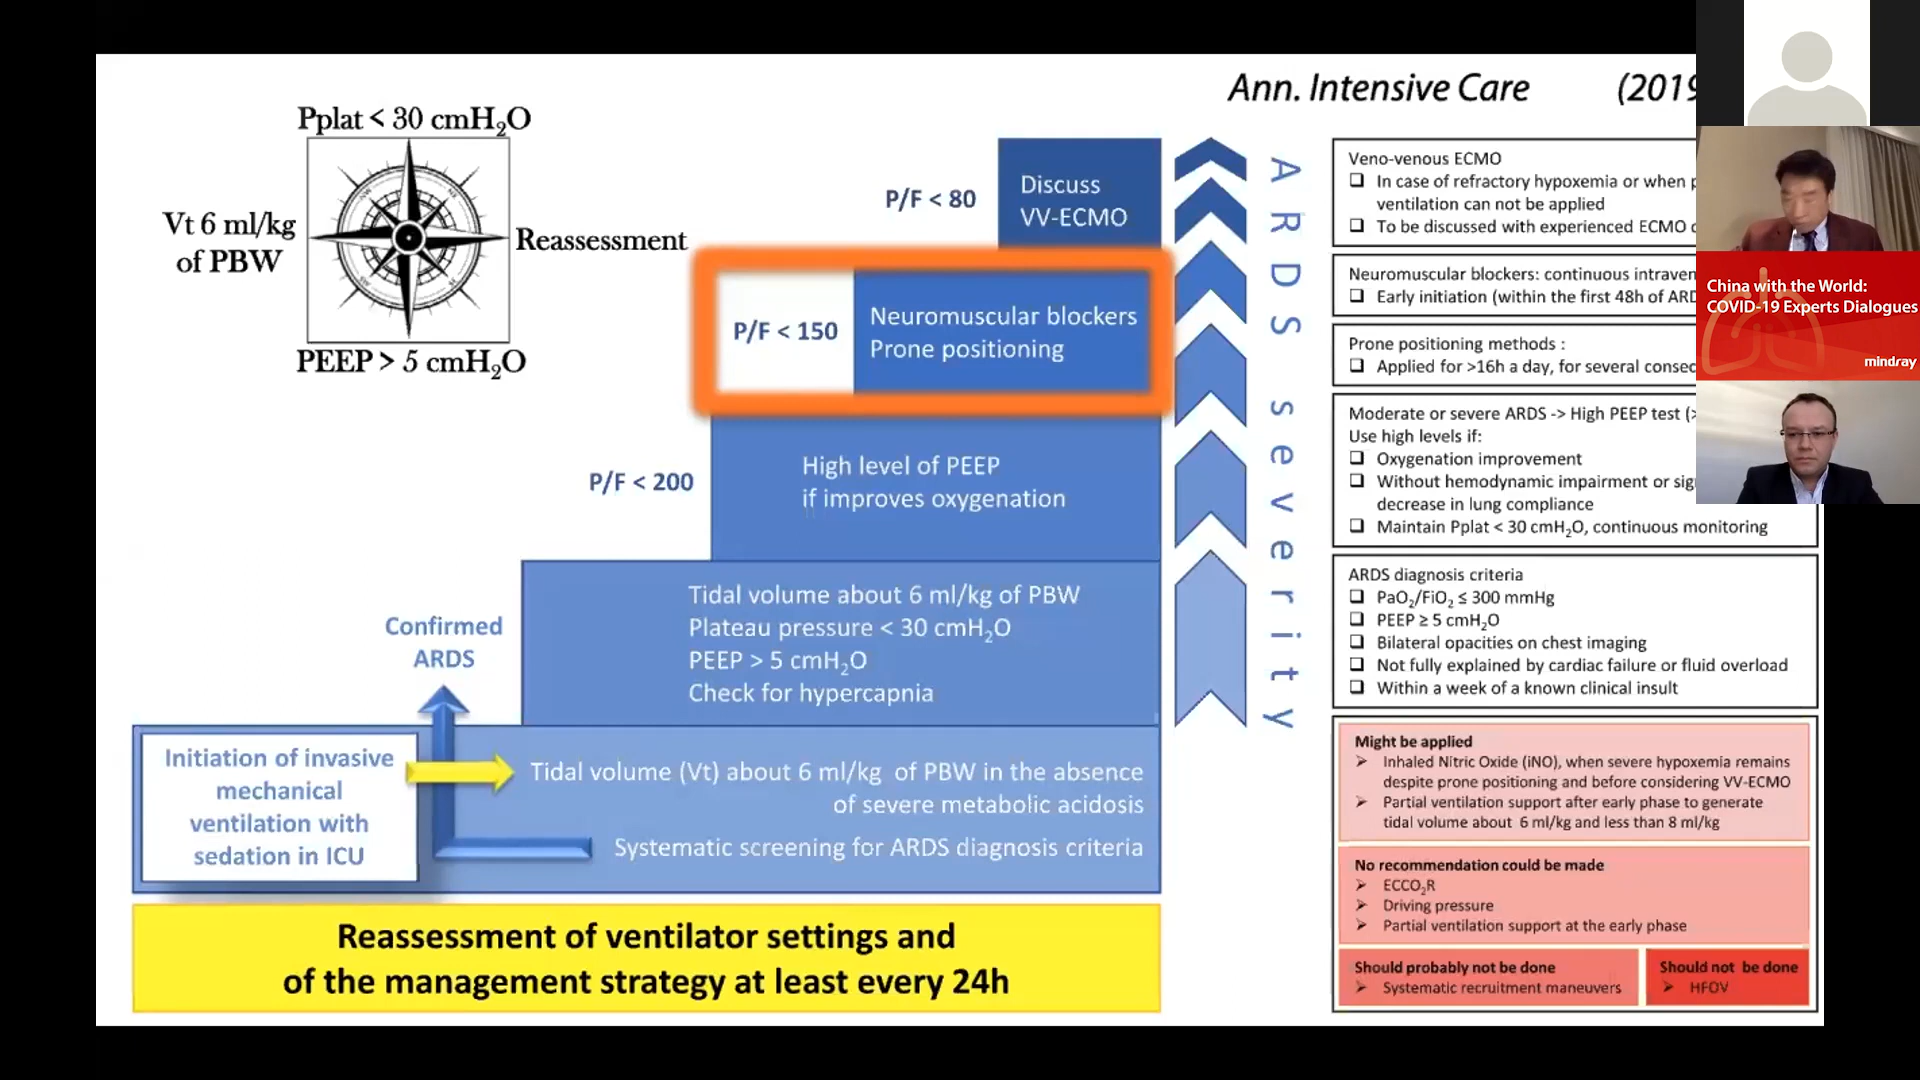 Ann. Intensive Care (2019
Pplat < 30 cmH₂O
Vt 6 ml/kg
of PBW
Reassessment
PEEP > 5 cmH₂O
P/F < 80
Discuss
VV-ECMO
P/F < 150
Neuromuscular blockers
Prone positioning
P/F < 200
High level of PEEP
if improves oxygenation
Confirmed
ARDS
Tidal volume about 6 ml/kg of PBW
Plateau pressure < 30 cmH₂O
PEEP > 5 cmH₂O
Check for hypercapnia
Initiation of invasive
mechanical
ventilation with
sedation in ICU
Tidal volume (Vt) about 6 ml/kg of PBW in the absence
of severe metabolic acidosis
Systematic screening for ARDS diagnosis criteria
Reassessment of ventilator settings and
of the management strategy at least every 24h
ARDS severity
Veno-venous ECMO
❑ In case of refractory hypoxemia or when
ventilation can not be applied
❑ To be discussed with experienced ECMO
Neuromuscular blockers: continuous
❑ Early initiation (within the first 48h of
Prone positioning methods :
❑ Applied for >16h a day, for several
Moderate or severe ARDS -> High PEEP test (>
Use high levels if:
❑ Oxygenation improvement
❑ Without hemodynamic impairment or
decrease in lung compliance
❑ Maintain Pplat < 30 cmH₂O, continuous monitoring
ARDS diagnosis criteria
❑ PaO₂/FiO₂ ≤ 300 mmHg
❑ PEEP ≥ 5 cmH₂O
❑ Bilateral opacities on chest imaging
❑ Not fully explained by cardiac failure or fluid overload
❑ Within a week of a known clinical insult
Might be applied
➢ Inhaled Nitric Oxide (iNO), when severe hypoxemia remains
despite prone positioning and before considering VV-ECMO
➢ Partial ventilation support after early phase to generate
tidal volume about 6 ml/kg and less than 8 ml/kg
No recommendation could be made
➢ ECCO₂R
➢ Driving pressure
➢ Partial ventilation support at the early phase
Should probably not be done
➢ Systematic recruitment maneuvers
Should not be done
➢ HFOV
China with the World:
COVID-19 Experts Dialogues
mindray